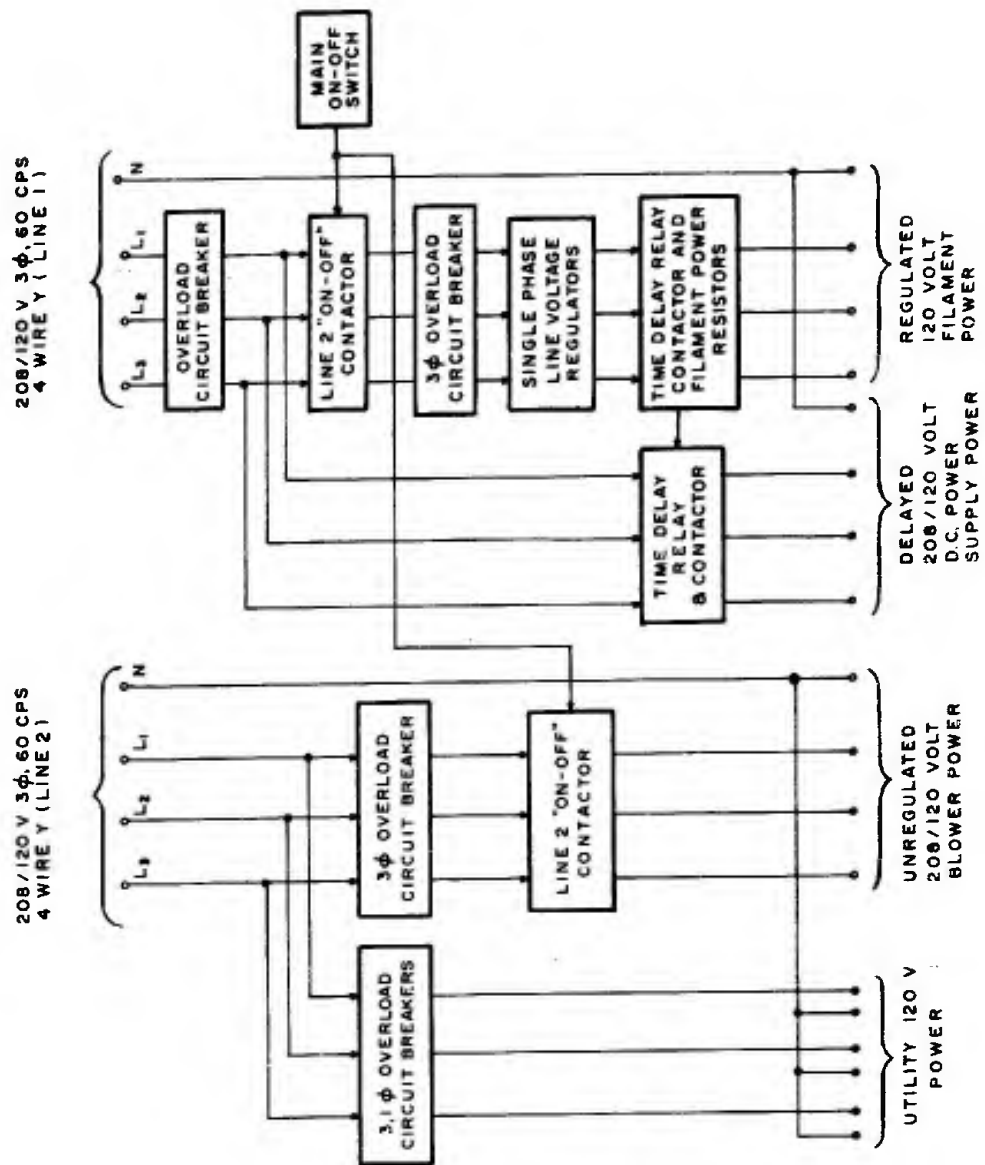 208/120 V 3ϕ, 60 CPS
4 WIRE Y (LINE 2)
L3
L2
L1
N
3,1ϕ OVERLOAD
CIRCUIT BREAKERS
3ϕ OVERLOAD
CIRCUIT BREAKER
LINE 2 "ON-OFF"
CONTACTOR
UTILITY 120 V
POWER
UNREGULATED
208/120 VOLT
BLOWER POWER
208/120 V 3ϕ, 60 CPS
4 WIRE Y (LINE 1)
L3
L2
L1
N
OVERLOAD
CIRCUIT BREAKER
MAIN
ON-OFF
SWITCH
LINE 2 "ON-OFF"
CONTACTOR
3ϕ OVERLOAD
CIRCUIT BREAKER
SINGLE PHASE
LINE VOLTAGE
REGULATORS
TIME DELAY RELAY
CONTACTOR AND
FILAMENT POWER
RESISTORS
TIME DELAY
RELAY
& CONTACTOR
DELAYED
208/120 VOLT
D.C. POWER
SUPPLY POWER
REGULATED
120 VOLT
FILAMENT
POWER